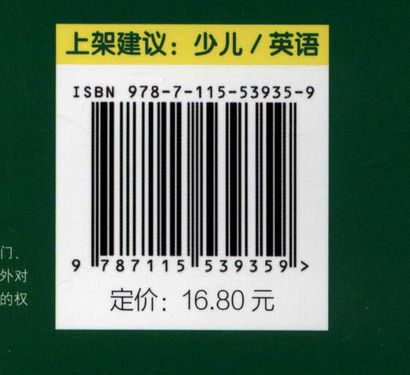 上架建议：少儿/英语
ISBN 978-7-115-53935-9
9 787115 539359 >
定价：16.80 元
门、
外对
的权